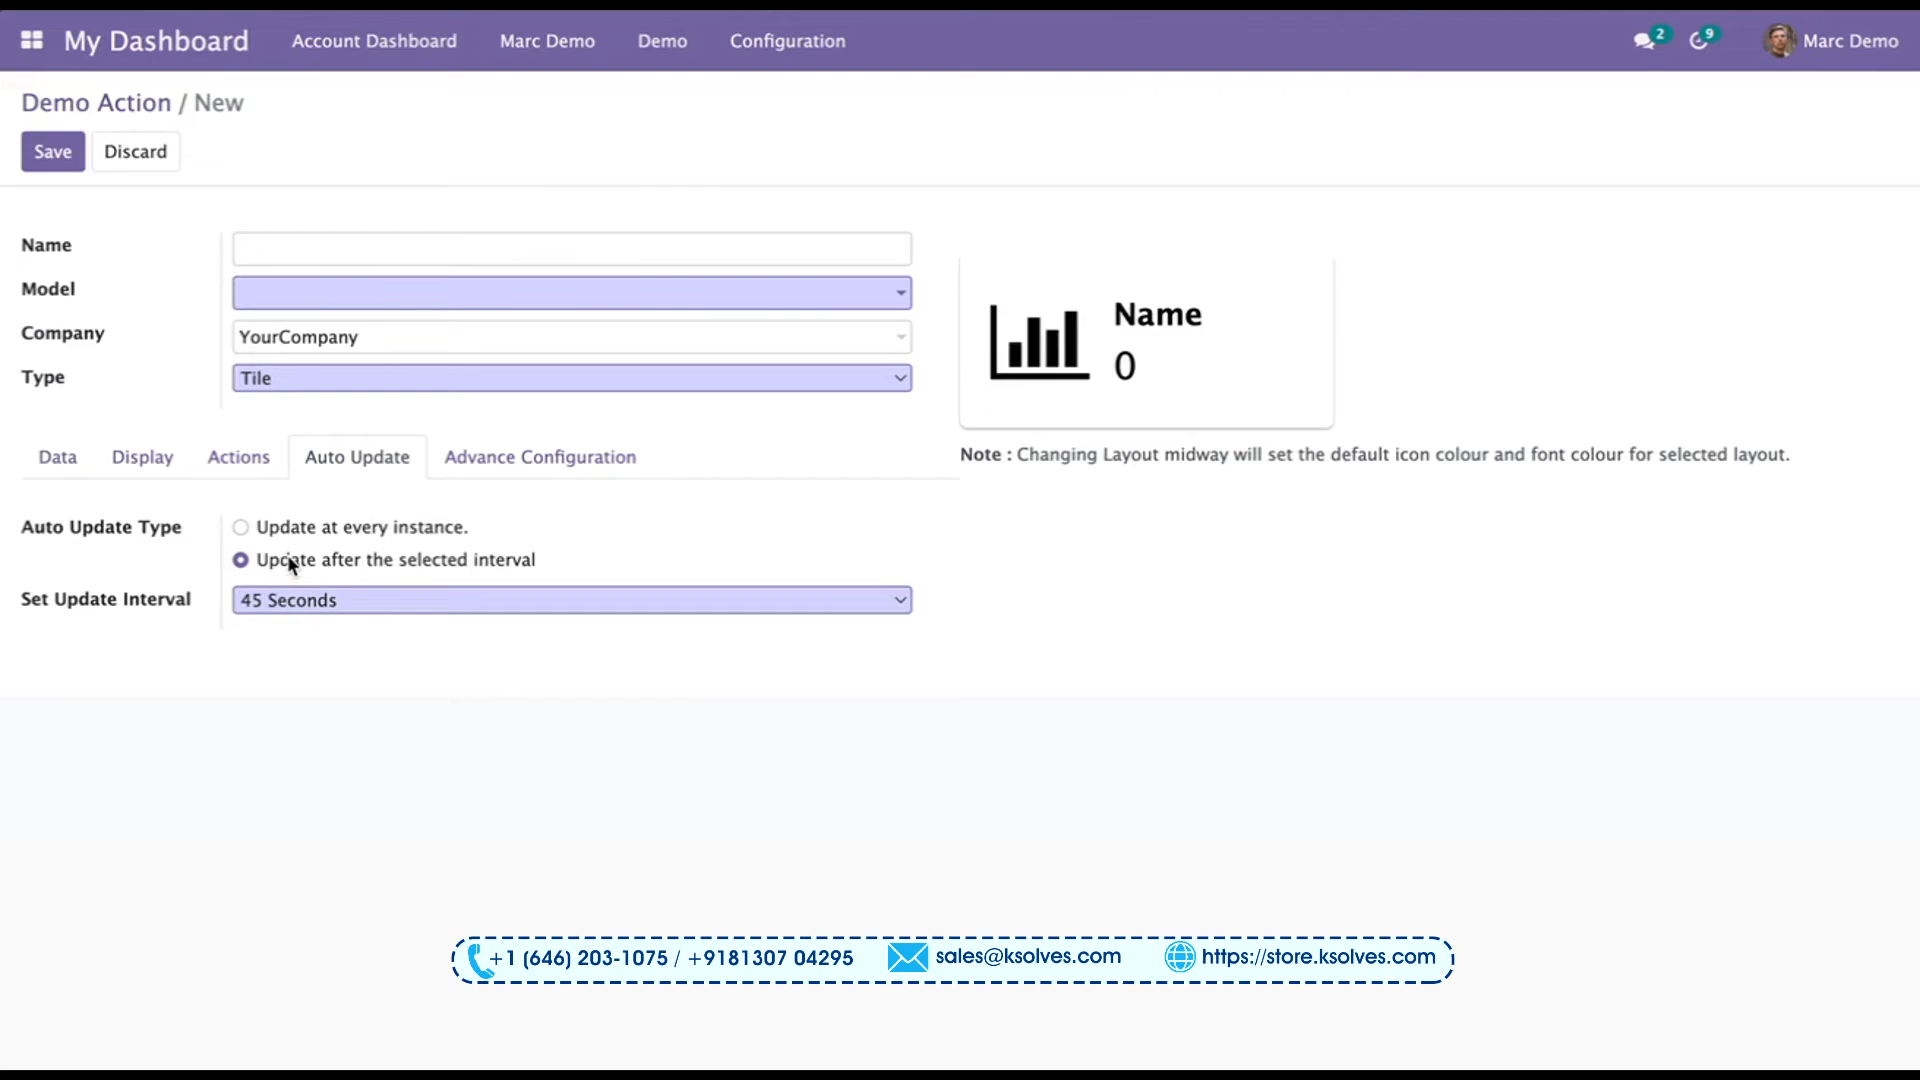 My Dashboard Account Dashboard Marc Demo Demo Configuration 2 9 Marc Demo
Demo Action / New
Save Discard
Name
Model
Company YourCompany
Type Tile
Name
0
Data Display Actions Auto Update Advance Configuration
Note : Changing Layout midway will set the default icon colour and font colour for selected layout.
Auto Update Type Update at every instance.
Update after the selected interval
Set Update Interval 45 Seconds
+1 (646) 203-1075 / +9181307 04295 sales@ksolves.com https://store.ksolves.com